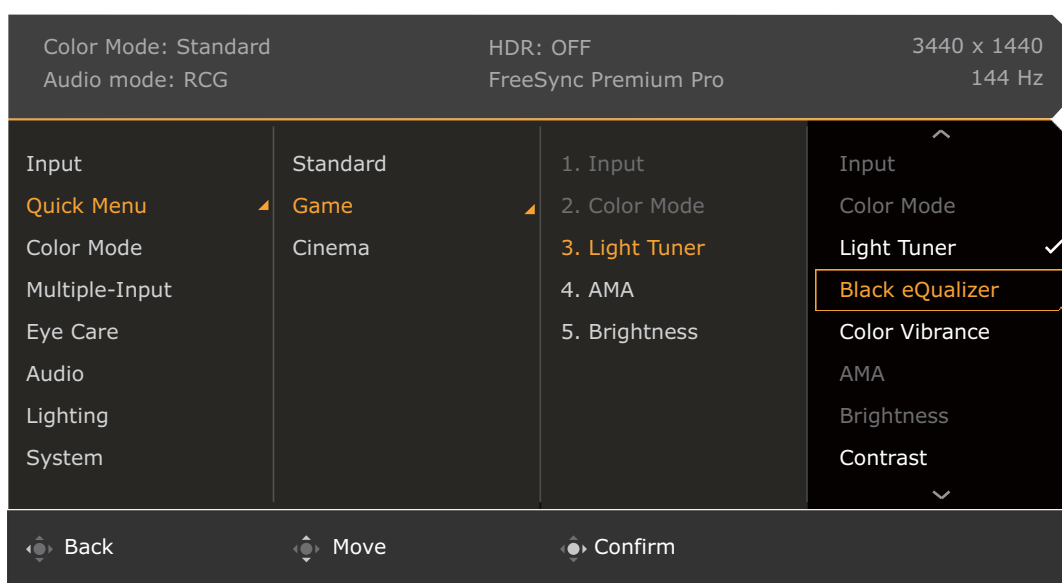 Color Mode: Standard
HDR: OFF
3440 x 1440
Audio mode: RCG
FreeSync Premium Pro
144 Hz
Input
Quick Menu
Color Mode
Multiple-Input
Eye Care
Audio
Lighting
System
Standard
Game
Cinema
1. Input
2. Color Mode
3. Light Tuner
4. AMA
5. Brightness
Input
Color Mode
Light Tuner
Black eQualizer
Color Vibrance
AMA
Brightness
Contrast
Back
Move
Confirm